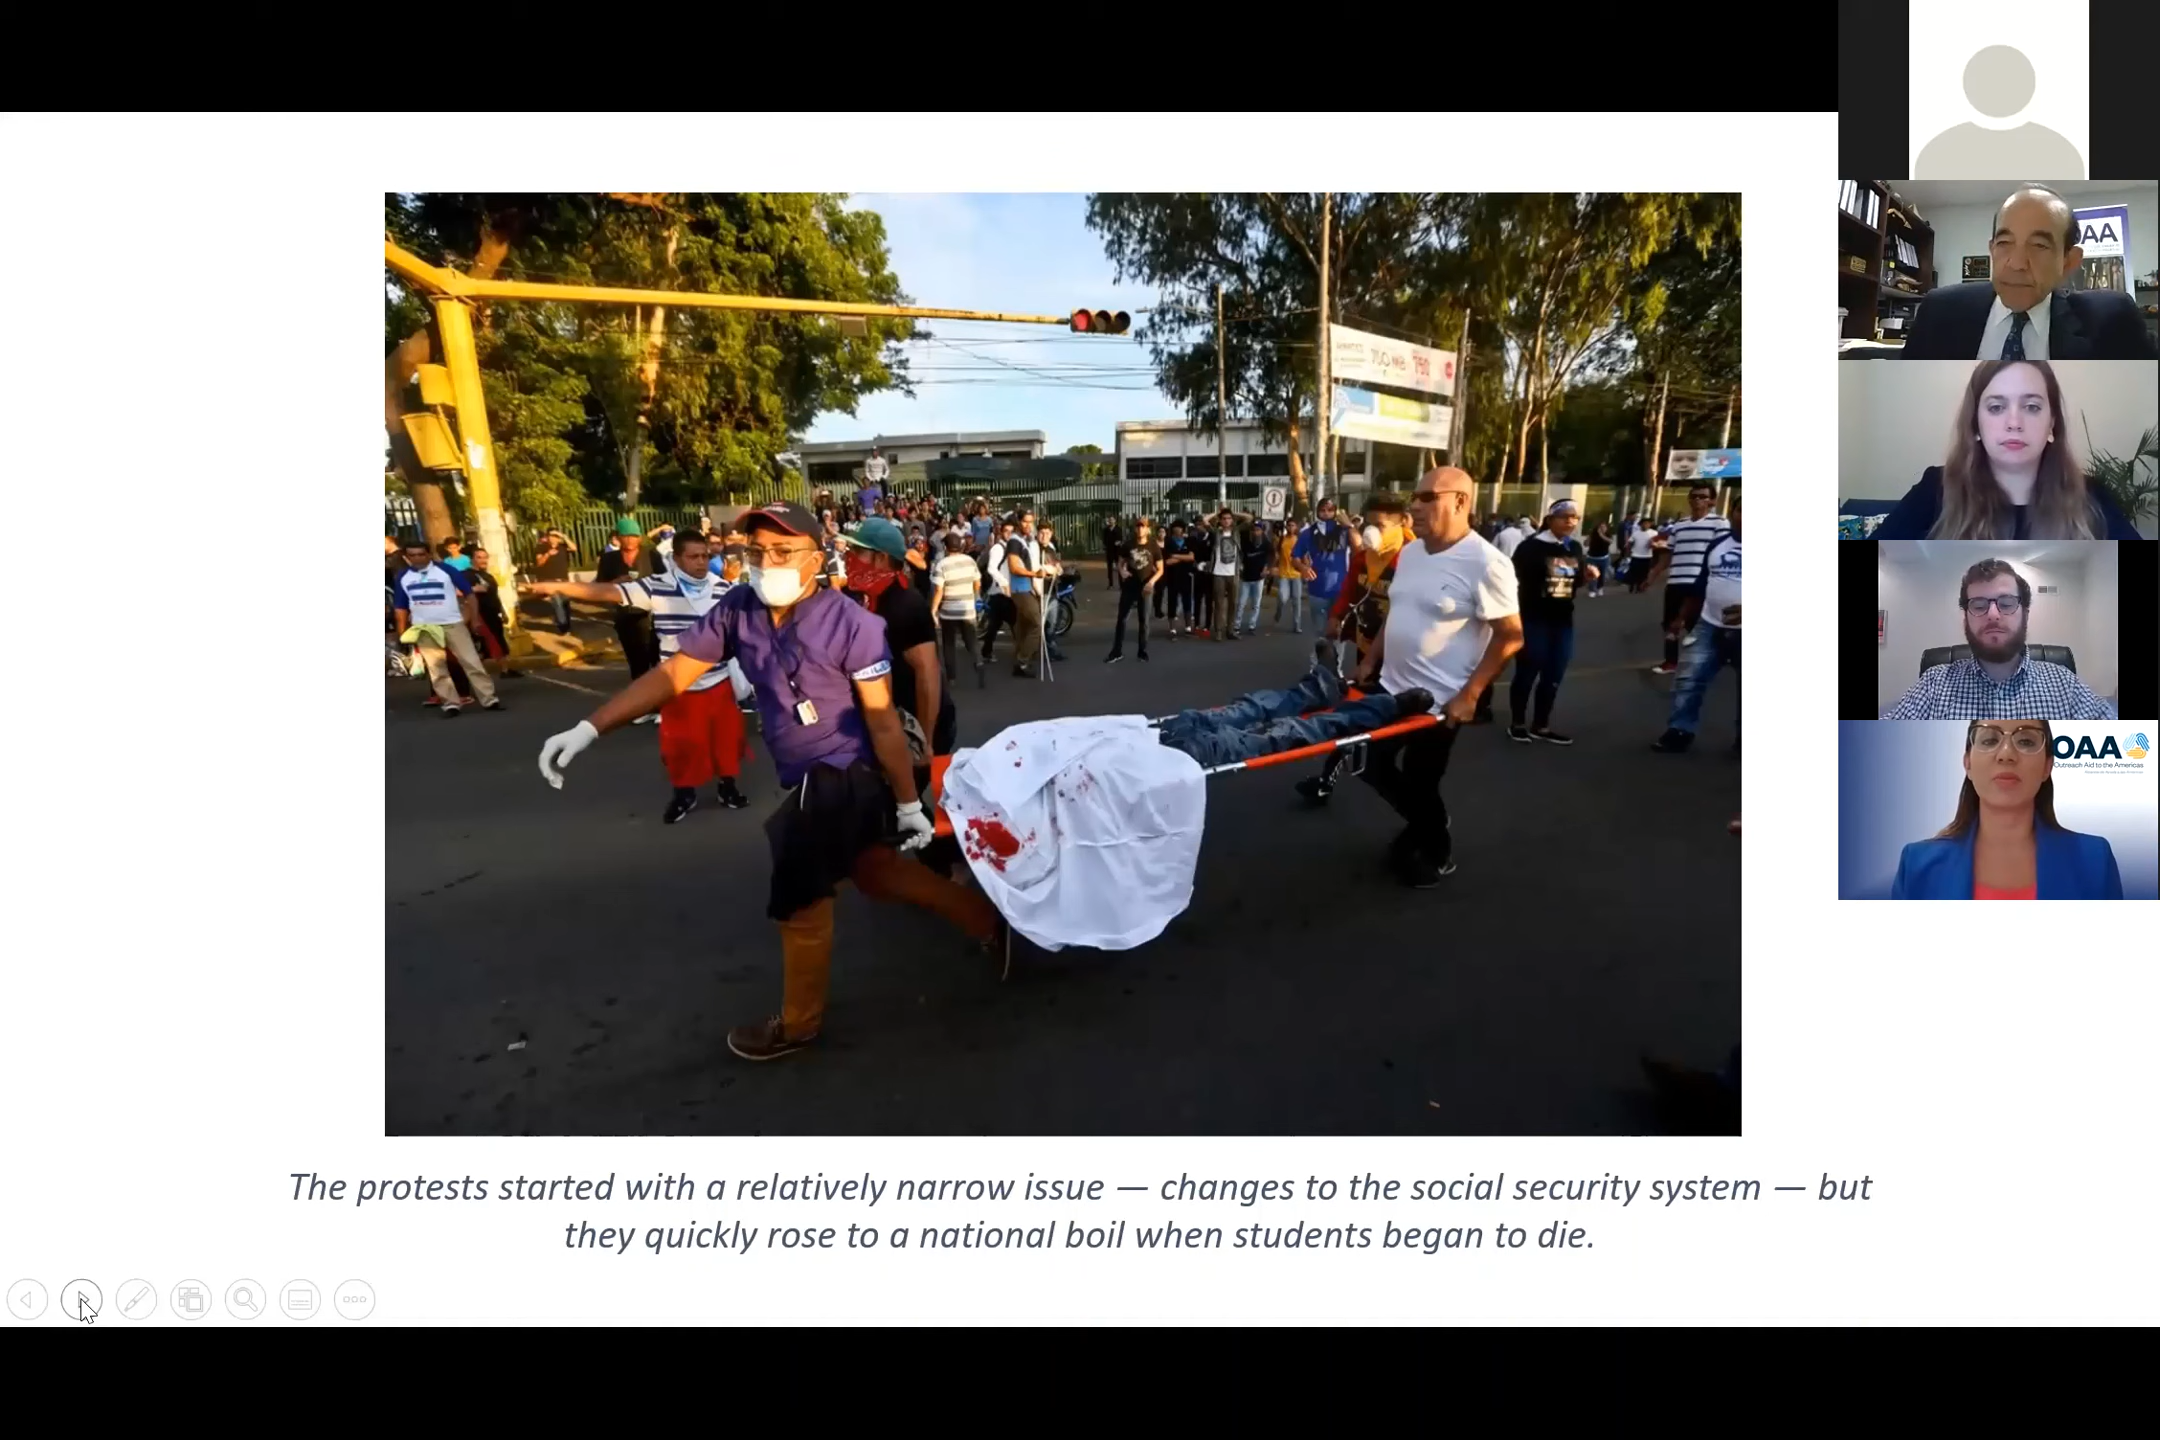 OAA
OAA
Outreach Aid to the Americas
The protests started with a relatively narrow issue — changes to the social security system — but
they quickly rose to a national boil when students began to die.